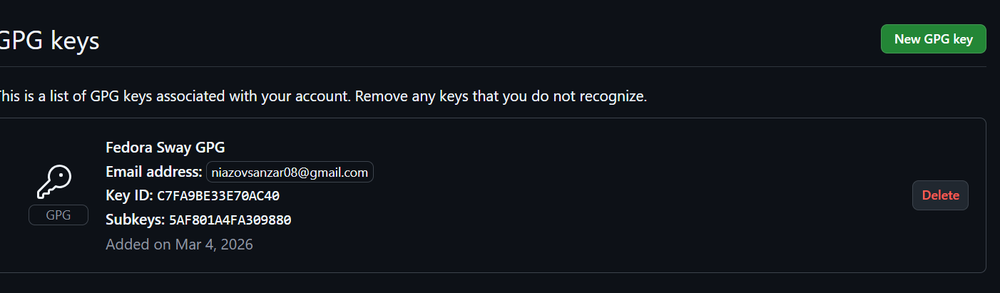 GPG keys
New GPG key
This is a list of GPG keys associated with your account. Remove any keys that you do not recognize.
Fedora Sway GPG
Email address: niazovsanzar08@gmail.com
Key ID: C7FA9BE33E70AC40
GPG
Subkeys: 5AF801A4FA309880
Added on Mar 4, 2026
Delete